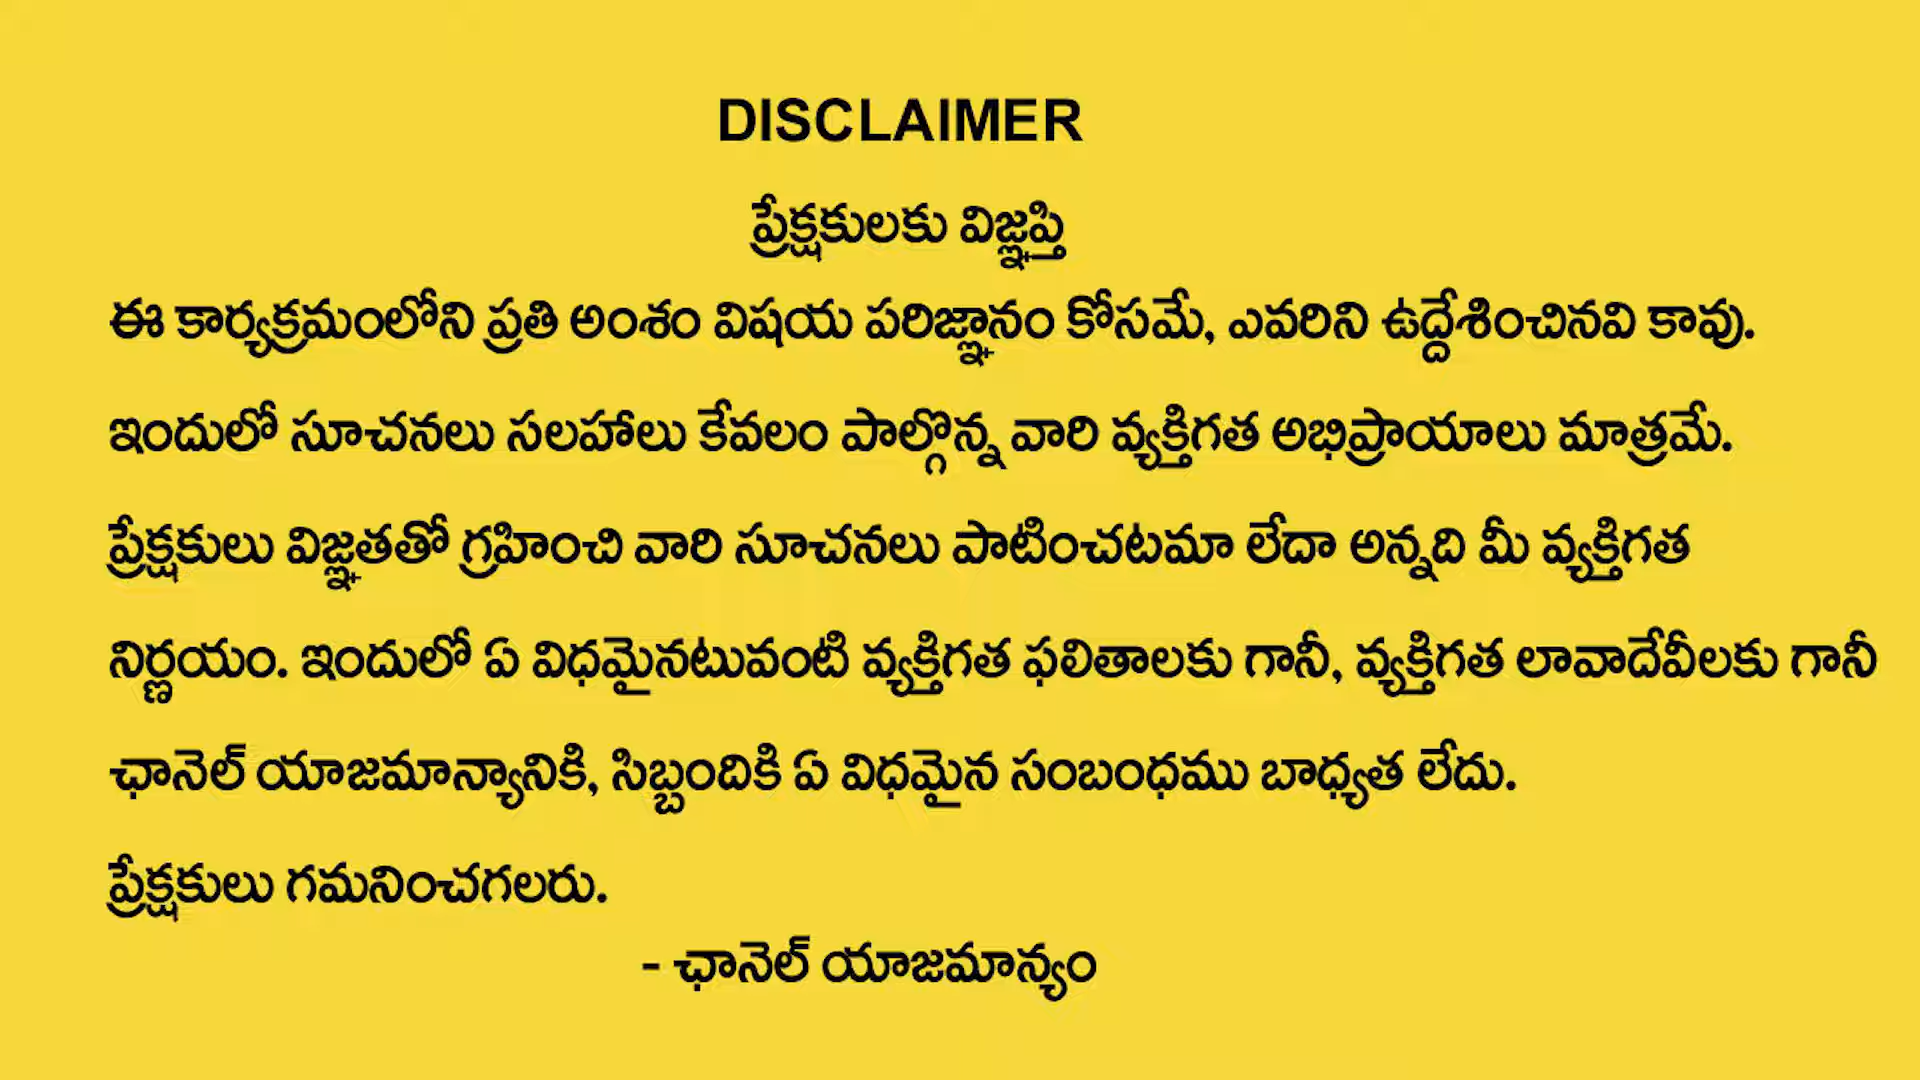 DISCLAIMER
ప్రేక్షకులకు విజ్ఞప్తి
ఈ కార్యక్రమంలోని ప్రతి అంశం విషయ పరిజ్ఞానం కోసమే, ఎవరిని ఉద్దేశించినవి కావు.
ఇందులో సూచనలు సలహాలు కేవలం పాల్గొన్న వారి వ్యక్తిగత అభిప్రాయాలు మాత్రమే.
ప్రేక్షకులు విజ్ఞతతో గ్రహించి వారి సూచనలు పాటించటమా లేదా అన్నది మీ వ్యక్తిగత
నిర్ణయం. ఇందులో ఏ విధమైనటువంటి వ్యక్తిగత ఫలితాలకు గానీ, వ్యక్తిగత లావాదేవీలకు గానీ
ఛానెల్ యాజమాన్యానికి, సిబ్బందికి ఏ విధమైన సంబంధము బాధ్యత లేదు.
ప్రేక్షకులు గమనించగలరు.
- ఛానెల్ యాజమాన్యం